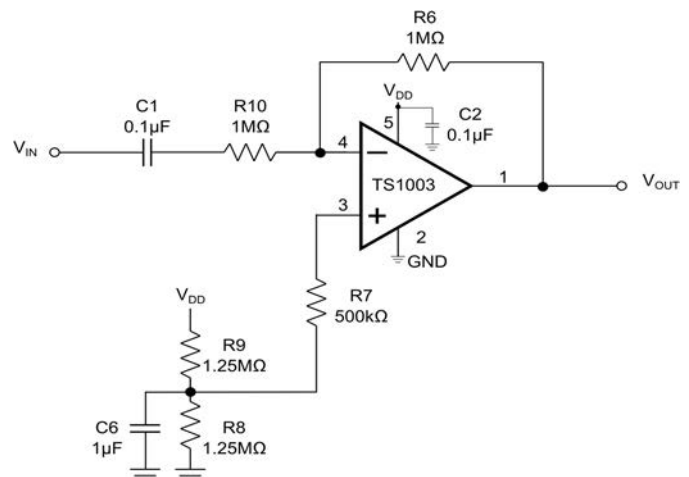 R6
1MΩ
C1
0.1µF
R10
1MΩ
VDD
C2
0.1µF
5
VIN
4
TS1003
1
VOUT
3
2
GND
R7
500kΩ
VDD
R9
1.25MΩ
C6
1µF
R8
1.25MΩ